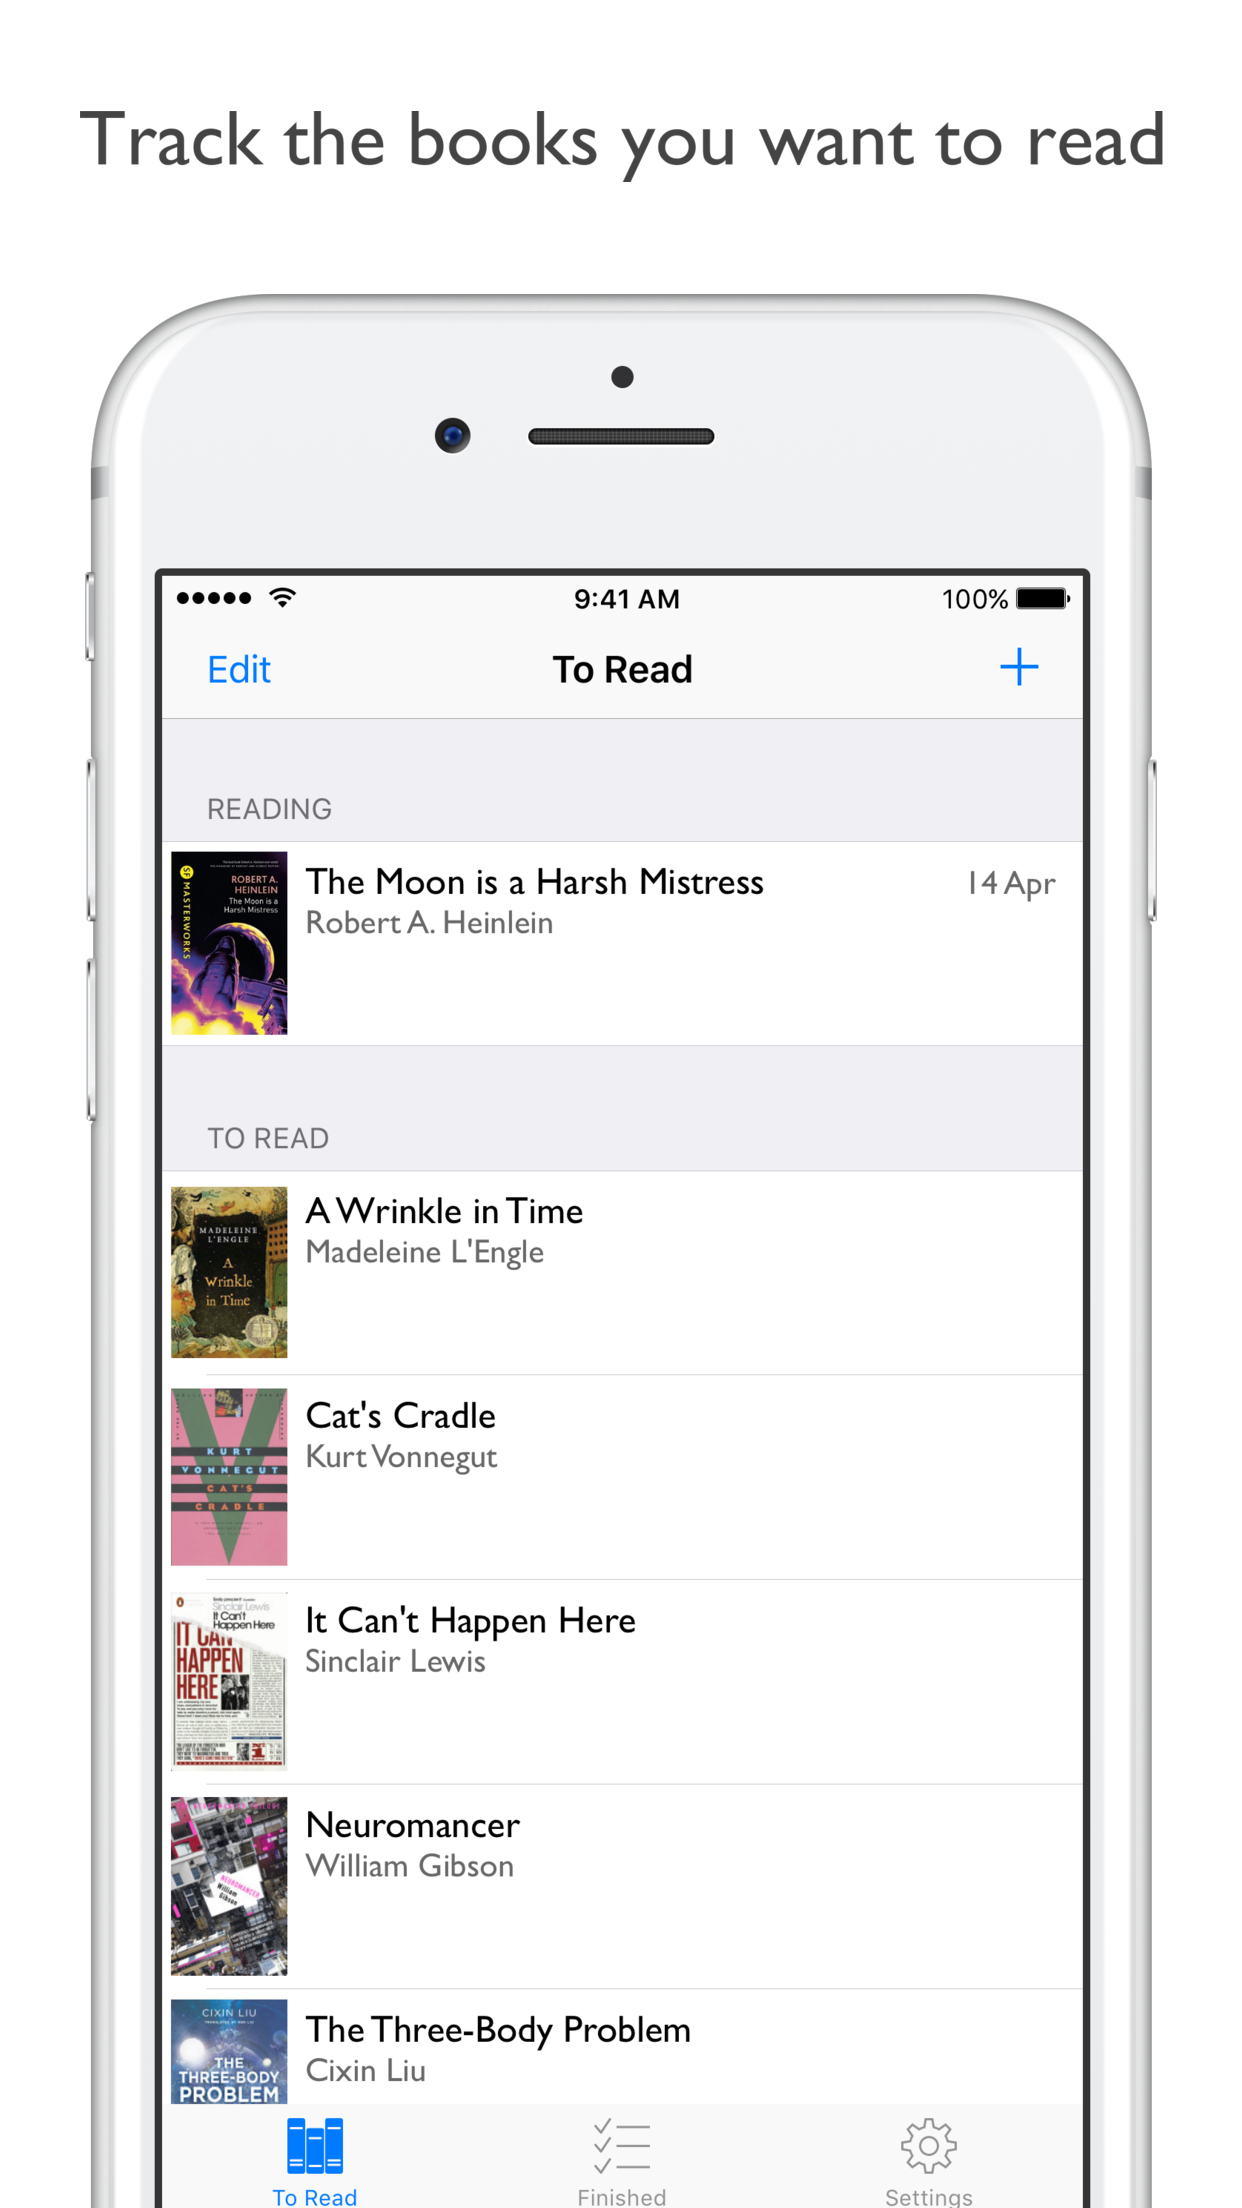 Track the books you want to read
9:41 AM
100%
Edit
To Read
READING
SF MASTERWORKS
ROBERT A.
HEINLEIN
The Moon is a
Harsh Mistress
The Moon is a Harsh Mistress
14 Apr
Robert A. Heinlein
TO READ
MADELEINE
L'ENGLE
A
Wrinkle
in Time
A Wrinkle in Time
Madeleine L'Engle
KURT
VONNEGUT
CAT'S
CRADLE
Cat's Cradle
Kurt Vonnegut
Sinclair Lewis
It Can't
Happen Here
IT CAN
HAPPEN
HERE
It Can't Happen Here
Sinclair Lewis
NEUROMANCER
William
Gibson
Neuromancer
William Gibson
CIXIN LIU
THE
THREE-BODY
PROBLEM
The Three-Body Problem
Cixin Liu
To Read
Finished
Settings